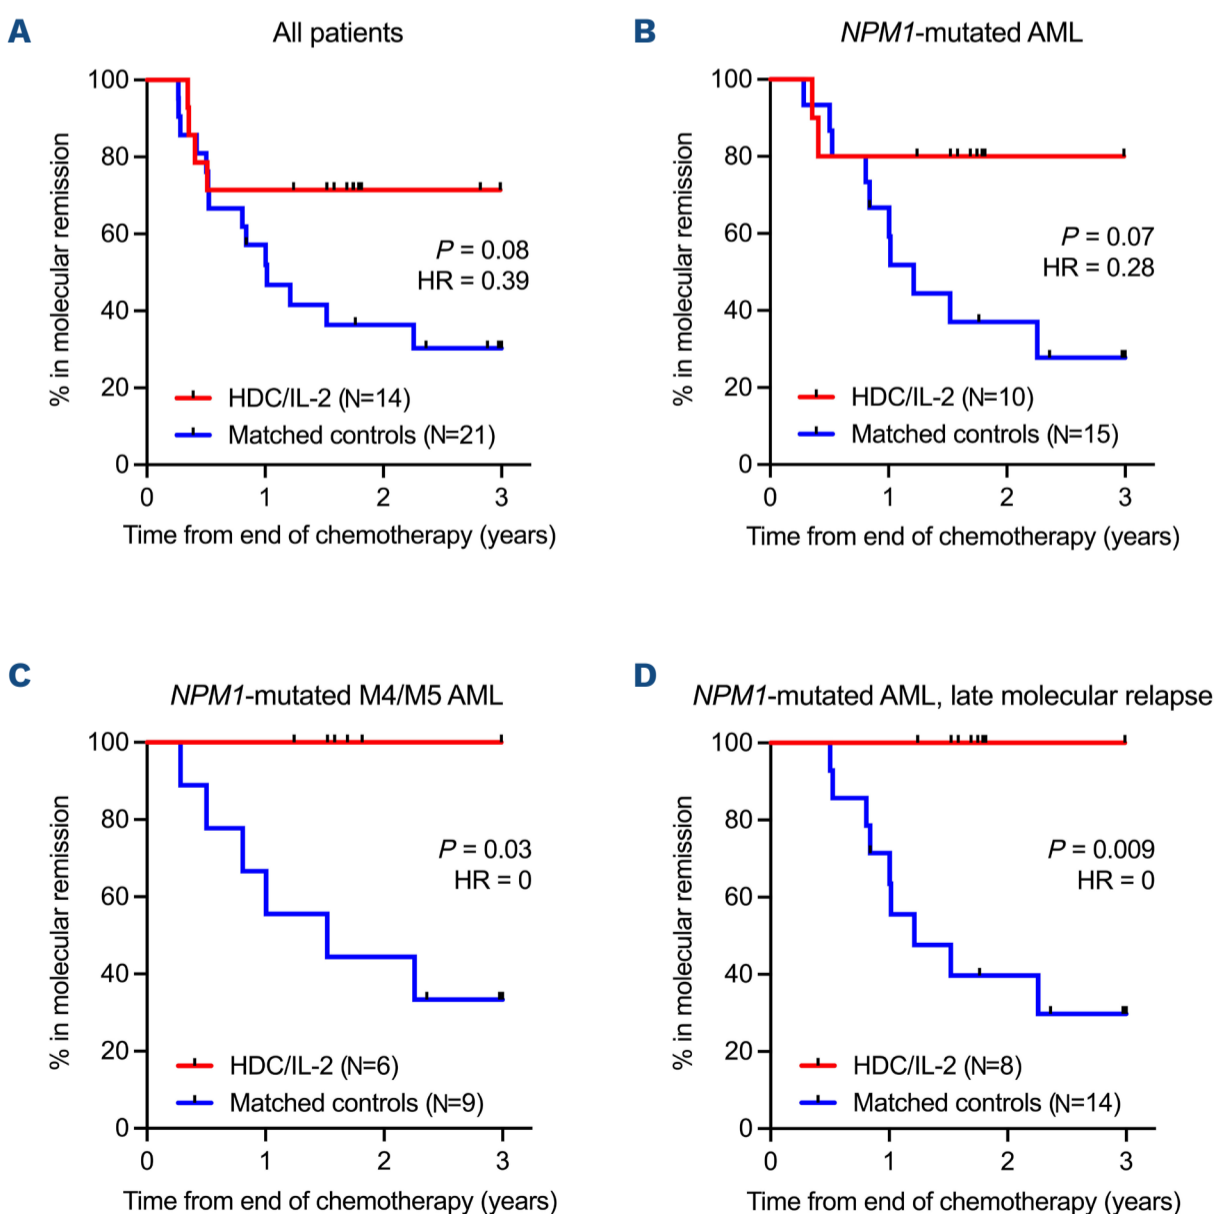 A
All patients
% in molecular remission
100
80
60
40
20
0
P = 0.08
HR = 0.39
HDC/IL-2 (N=14)
Matched controls (N=21)
0 1 2 3
Time from end of chemotherapy (years)
B
NPM1-mutated AML
% in molecular remission
100
80
60
40
20
0
P = 0.07
HR = 0.28
HDC/IL-2 (N=10)
Matched controls (N=15)
0 1 2 3
Time from end of chemotherapy (years)
C
NPM1-mutated M4/M5 AML
% in molecular remission
100
80
60
40
20
0
P = 0.03
HR = 0
HDC/IL-2 (N=6)
Matched controls (N=9)
0 1 2 3
Time from end of chemotherapy (years)
D
NPM1-mutated AML, late molecular relapse
% in molecular remission
100
80
60
40
20
0
P = 0.009
HR = 0
HDC/IL-2 (N=8)
Matched controls (N=14)
0 1 2 3
Time from end of chemotherapy (years)